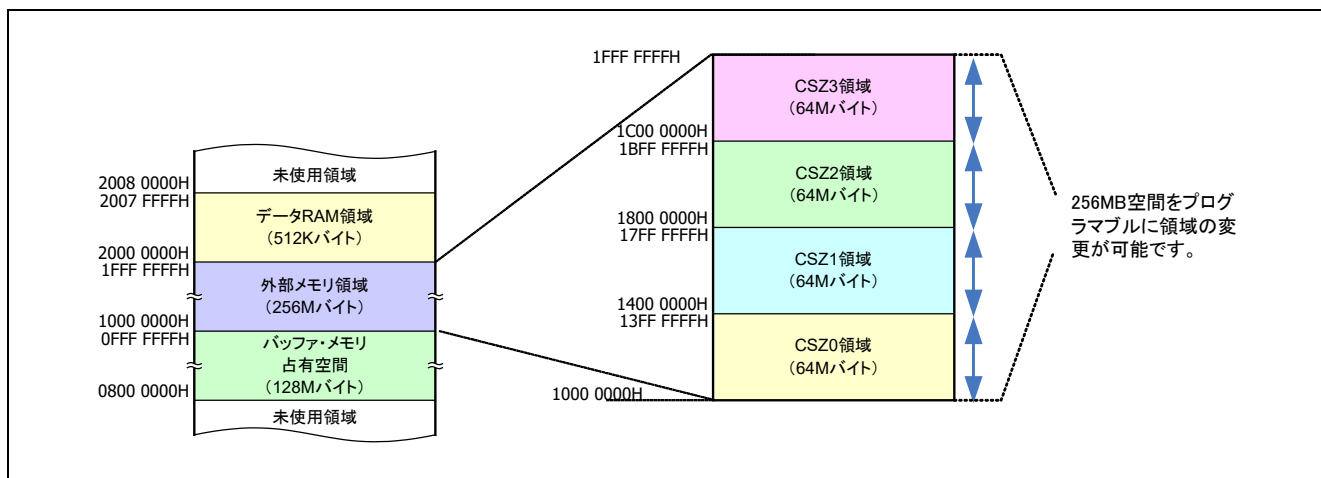 未使用領域
2008 0000H
2007 FFFFH
データRAM領域
(512Kバイト)
2000 0000H
1FFF FFFFH
外部メモリ領域
(256Mバイト)
1000 0000H
0FFF FFFFH
バッファ・メモリ
占有空間
(128Mバイト)
0800 0000H
未使用領域
1FFF FFFFH
CSZ3領域
(64Mバイト)
1C00 0000H
1BFF FFFFH
CSZ2領域
(64Mバイト)
1800 0000H
17FF FFFFH
CSZ1領域
(64Mバイト)
1400 0000H
13FF FFFFH
CSZ0領域
(64Mバイト)
1000 0000H
256MB空間をプログ
ラマブルに領域の変
更が可能です。